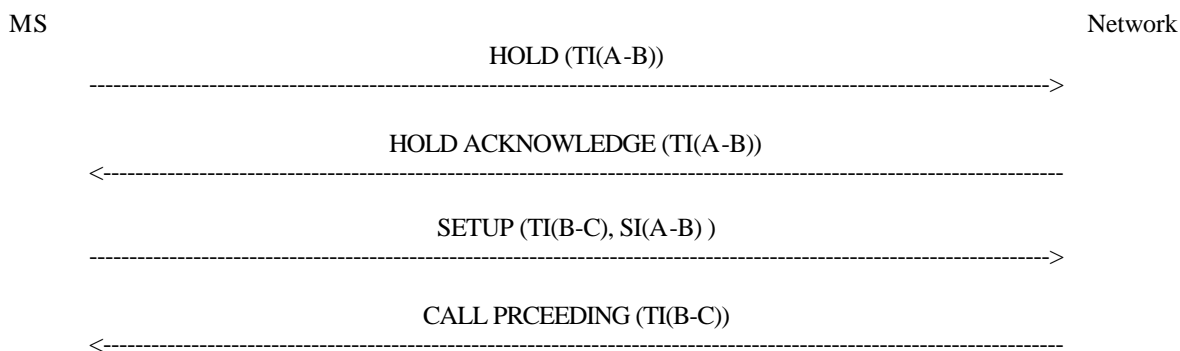 MS Network
HOLD (TI(A-B))
------------------------------------------------------------------------------------------------------------------------>
HOLD ACKNOWLEDGE (TI(A-B))
<------------------------------------------------------------------------------------------------------------------------
SETUP (TI(B-C), SI(A-B) )
------------------------------------------------------------------------------------------------------------------------>
CALL PRCEEDING (TI(B-C))
<------------------------------------------------------------------------------------------------------------------------